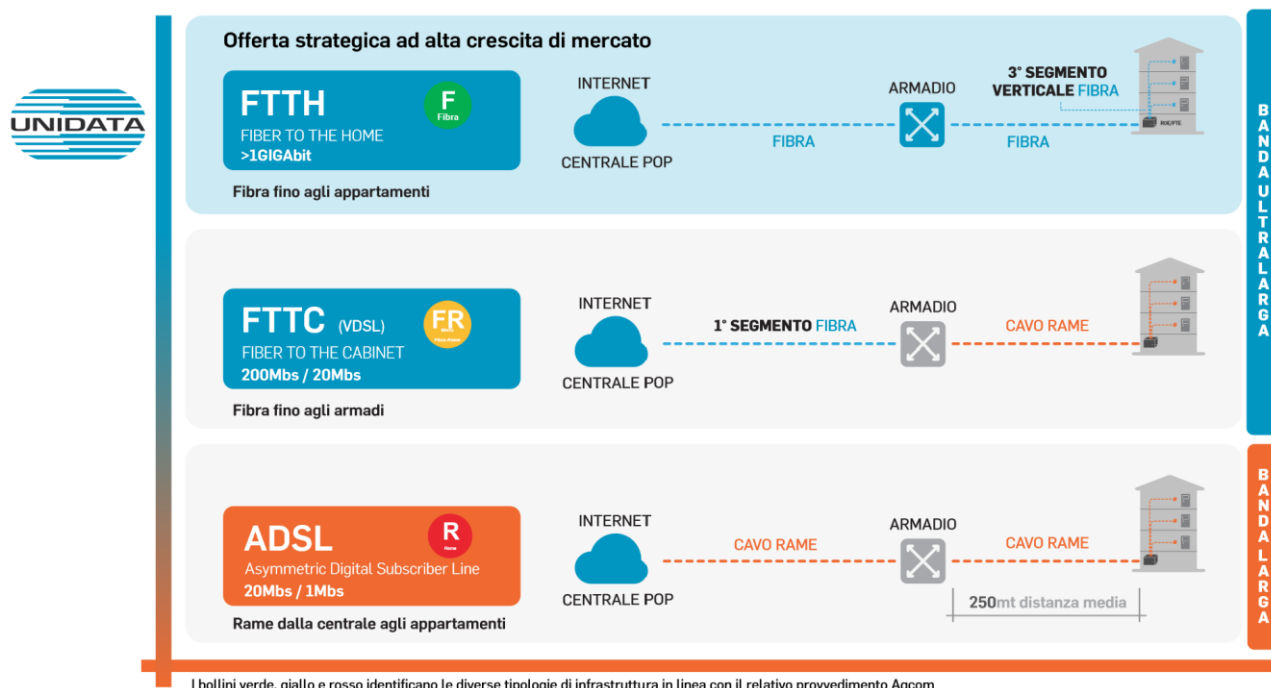 UNIDATA
Offerta strategica ad alta crescita di mercato
FTTH
FIBER TO THE HOME
>1GIGAbit
F
Fibra
Fibra fino agli appartamenti
INTERNET
CENTRALE POP
FIBRA
ARMADIO
FIBRA
3° SEGMENTO
VERTICALE FIBRA
ROE/PTE
FTTC (VDSL)
FIBER TO THE CABINET
200Mbs / 20Mbs
FR
Fibra fino agli armadi
INTERNET
CENTRALE POP
1° SEGMENTO FIBRA
ARMADIO
CAVO RAME
BANDA ULTRALARGA
ADSL
Asymmetric Digital Subscriber Line
20Mbs / 1Mbs
R
Rame
Rame dalla centrale agli appartamenti
INTERNET
CENTRALE POP
CAVO RAME
ARMADIO
CAVO RAME
250mt distanza media
BANDA LARGA
I bollini verde, giallo e rosso identificano le diverse tipologie di infrastruttura in linea con il relativo provvedimento Agcom